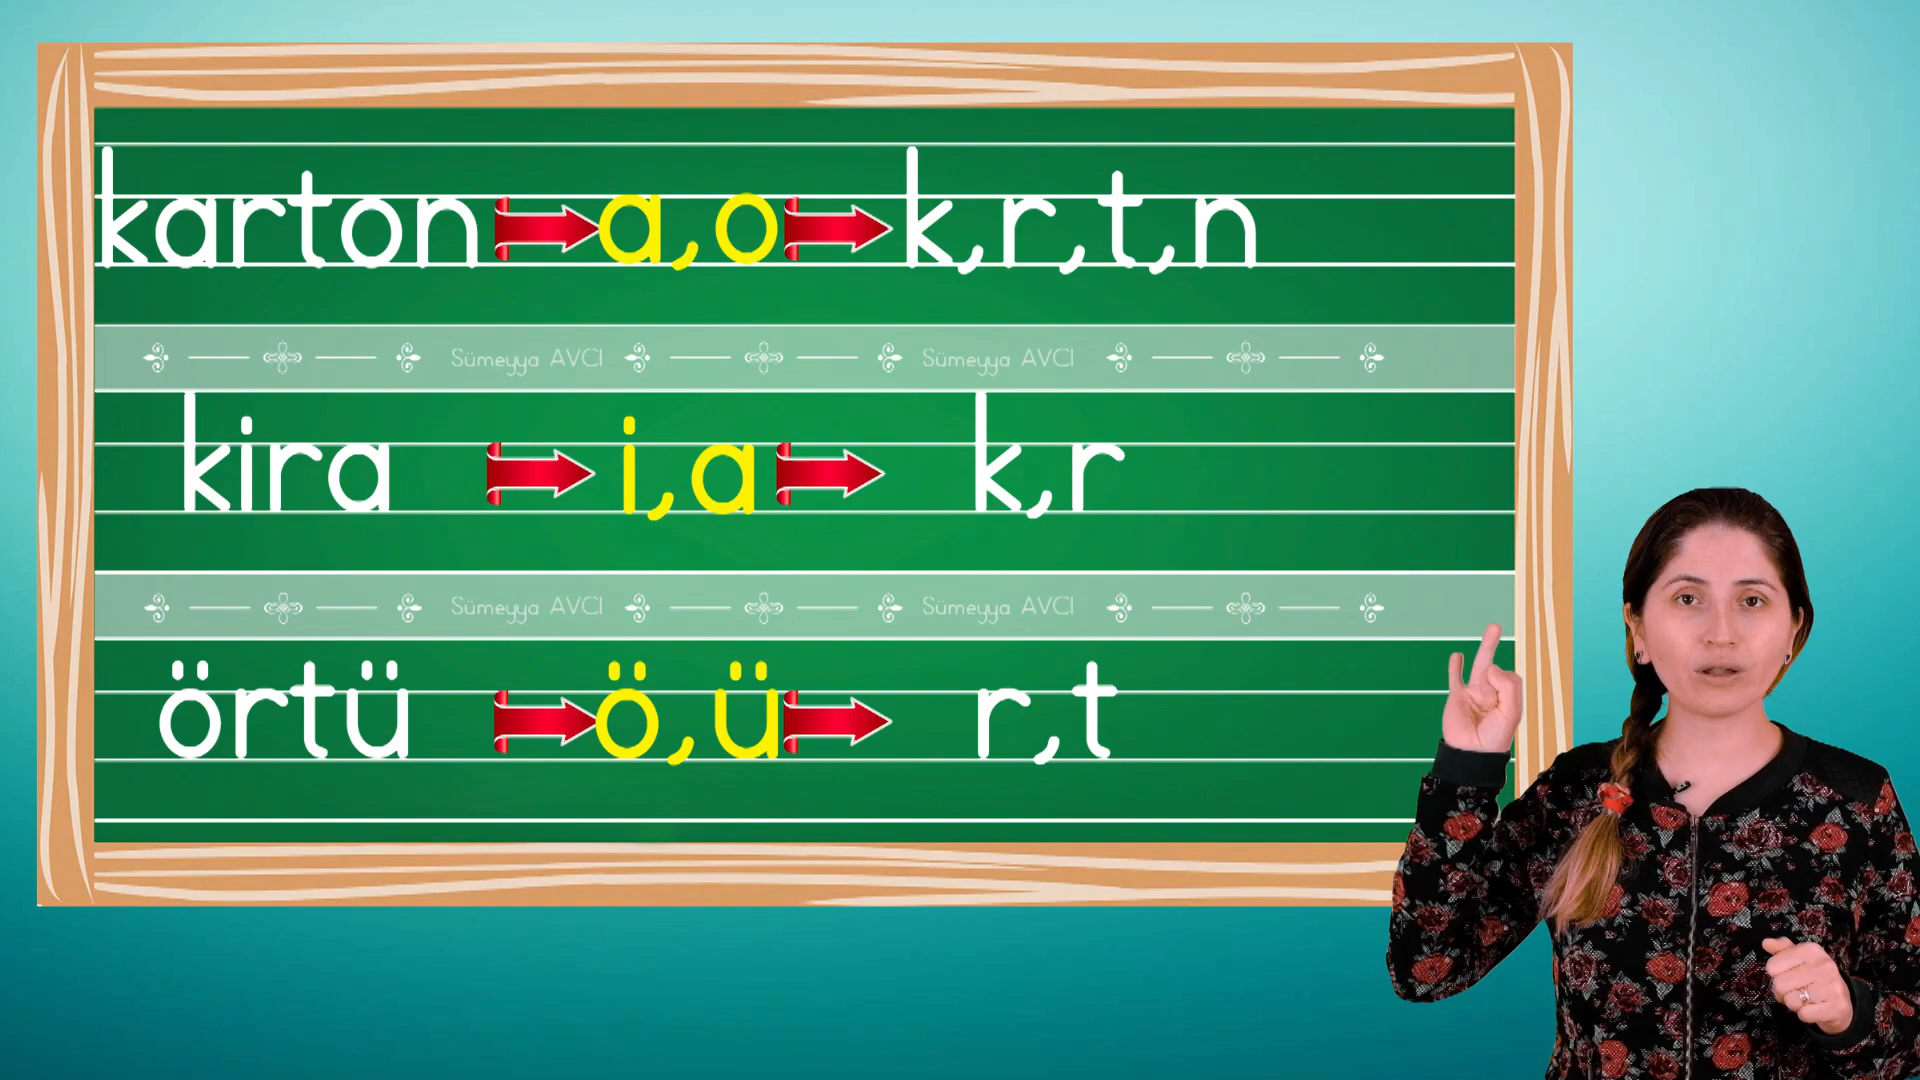 karton a,o k,r,t,n
Sümeyya AVCI Sümeyya AVCI
kira i,a k,r
Sümeyya AVCI Sümeyya AVCI
örtü ö,ü r,t